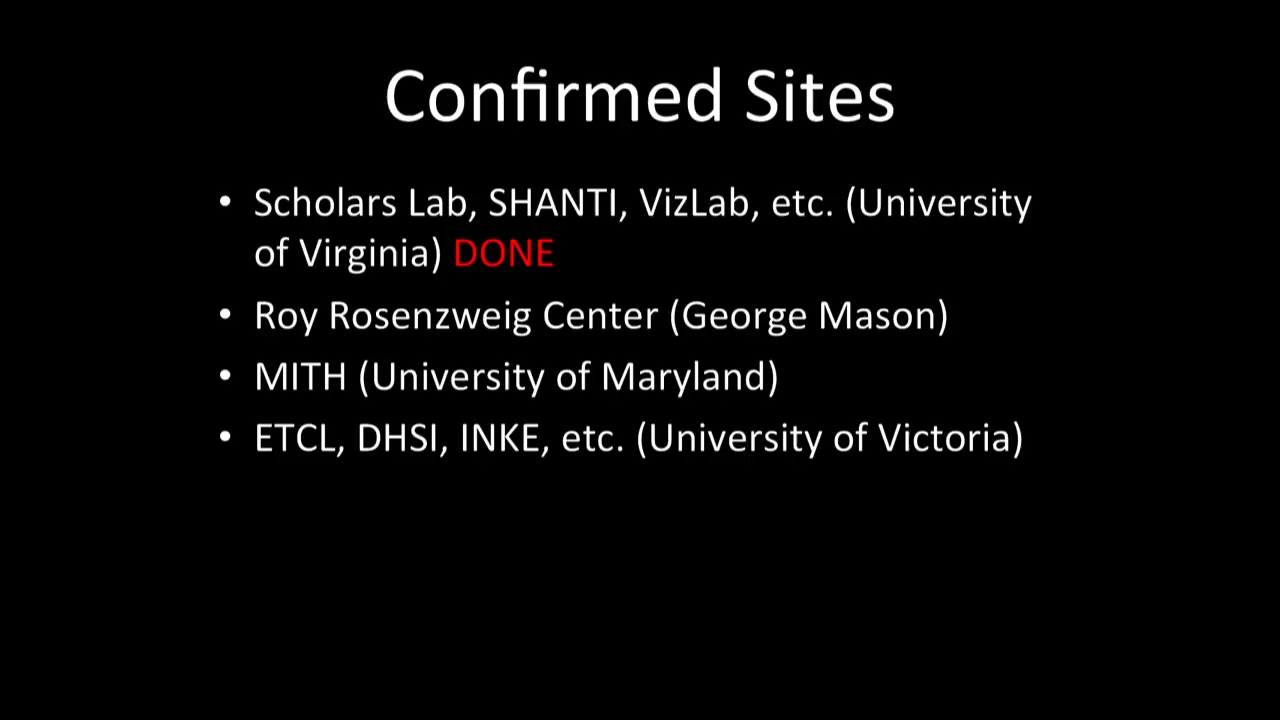 Confirmed Sites
• Scholars Lab, SHANTI, VizLab, etc. (University
of Virginia) DONE
• Roy Rosenzweig Center (George Mason)
• MITH (University of Maryland)
• ETCL, DHSI, INKE, etc. (University of Victoria)